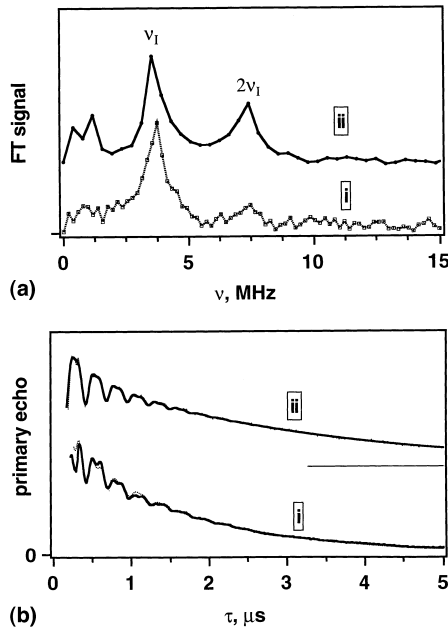 ν_I
2ν_I
ii
i
FT signal
0
5
10
15
(a)
ν, MHz
primary echo
ii
i
0
0
1
2
3
4
5
(b)
τ, μs